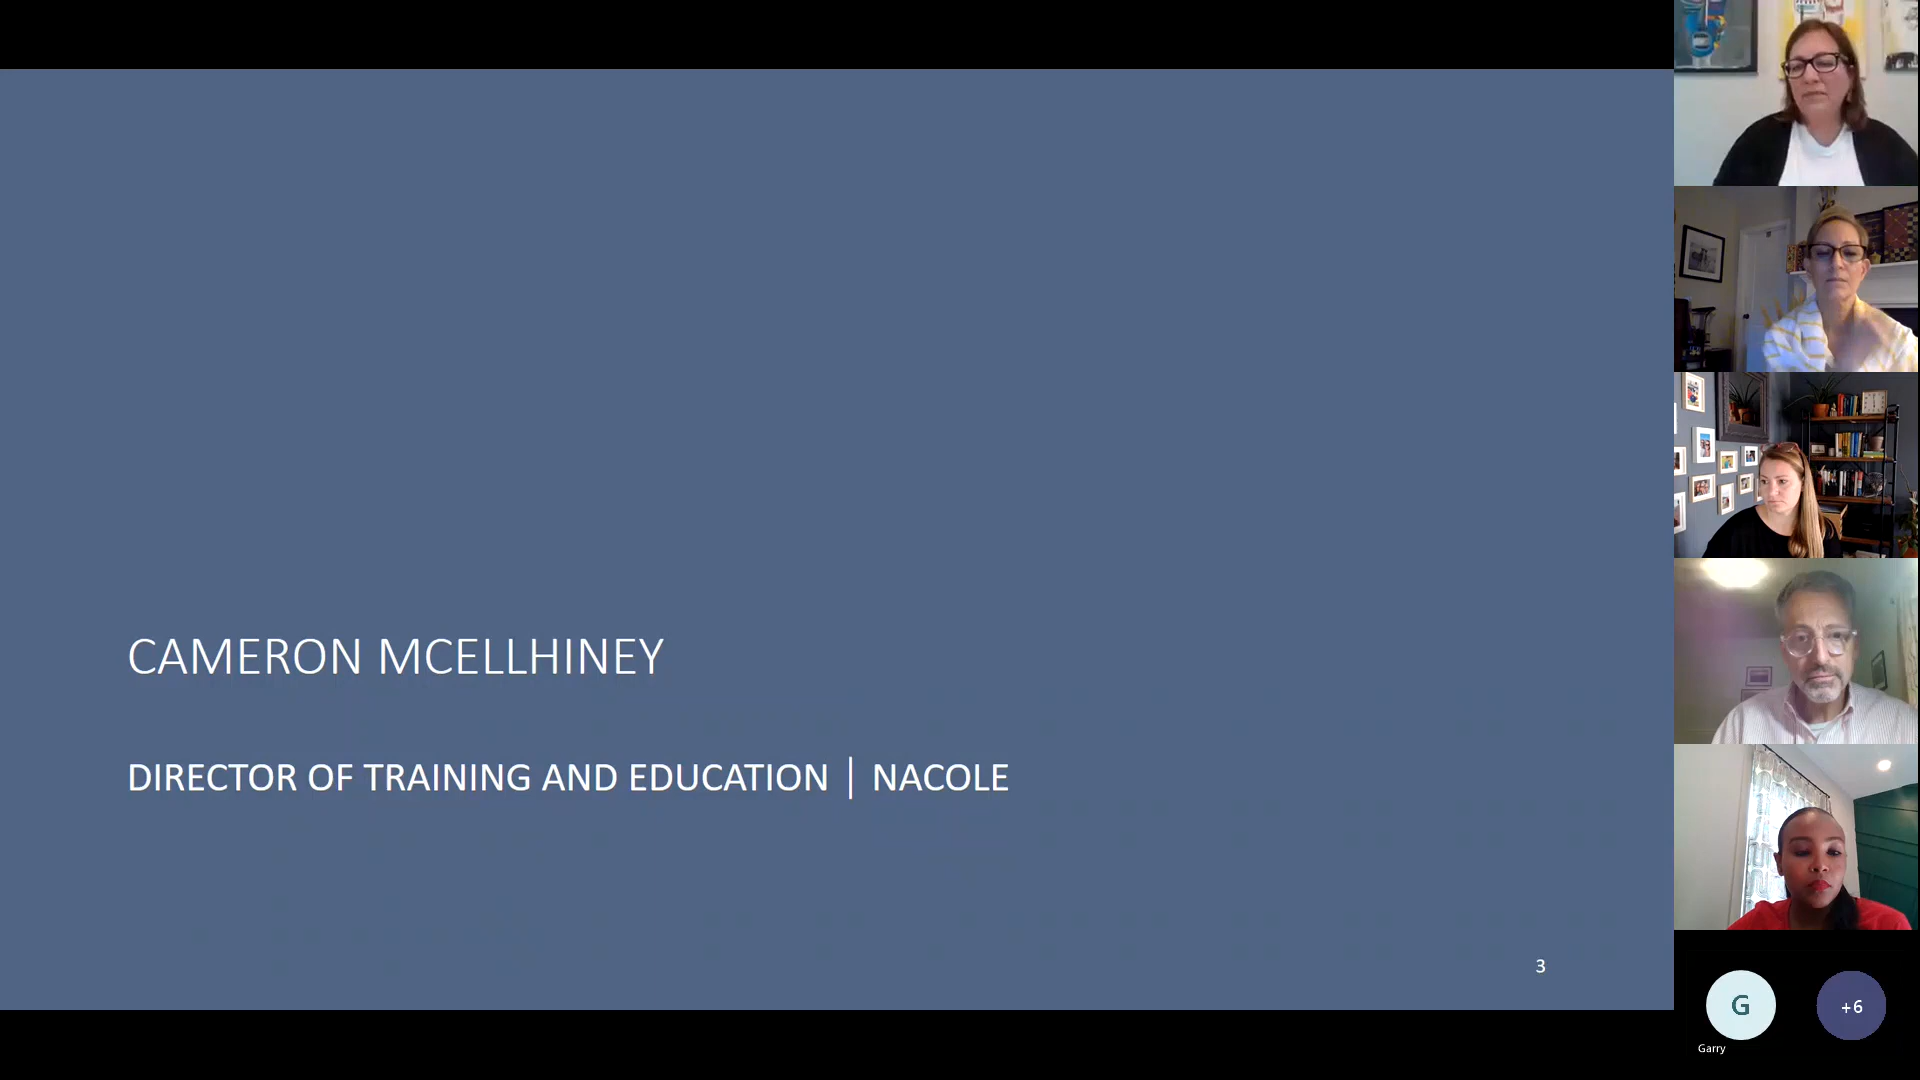 CAMERON MCELLHINEY
DIRECTOR OF TRAINING AND EDUCATION | NACOLE
3
G
+6
Garry